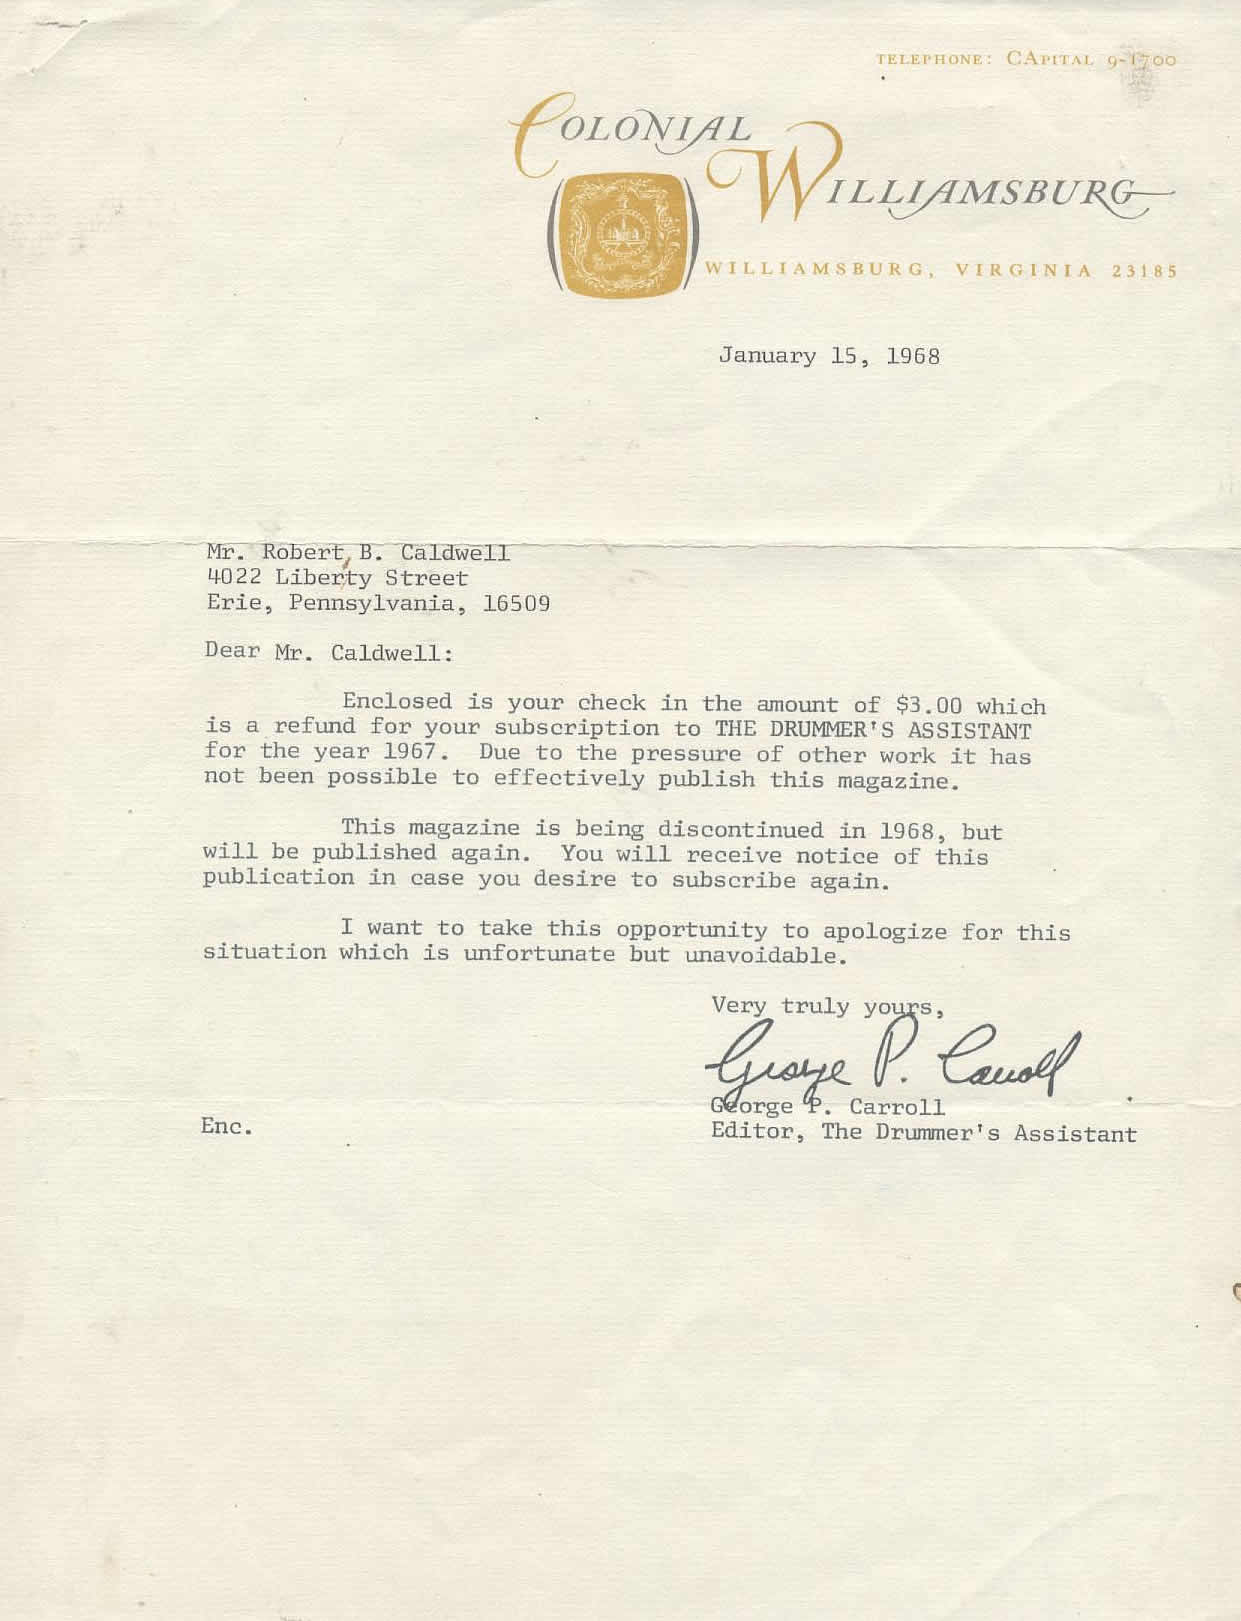 TELEPHONE: CAPITAL 9-1700
COLONIAL
WILLIAMSBURG
WILLIAMSBURG, VIRGINIA 23185
January 15, 1968
Mr. Robert B. Caldwell
4022 Liberty Street
Erie, Pennsylvania, 16509
Dear Mr. Caldwell:
Enclosed is your check in the amount of $3.00 which
is a refund for your subscription to THE DRUMMER'S ASSISTANT
for the year 1967. Due to the pressure of other work it has
not been possible to effectively publish this magazine.
This magazine is being discontinued in 1968, but
will be published again. You will receive notice of this
publication in case you desire to subscribe again.
I want to take this opportunity to apologize for this
situation which is unfortunate but unavoidable.
Very truly yours,
George P. Carroll
George P. Carroll
Editor, The Drummer's Assistant
Enc.